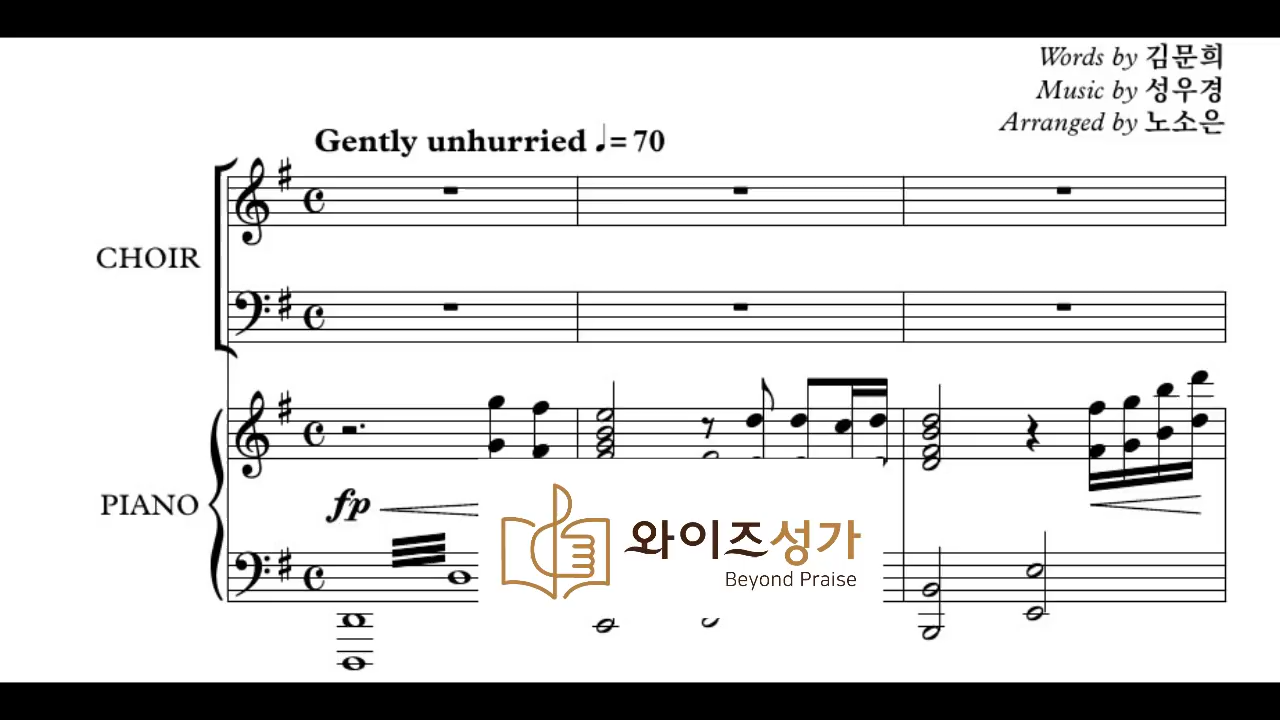 Words by 김문희
Music by 성우경
Arranged by 노소은
Gently unhurried ♩= 70
CHOIR
PIANO
fp
와이즈성가
Beyond Praise